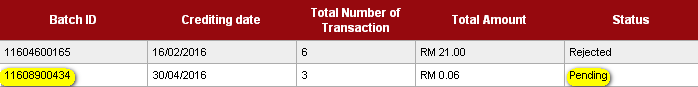 Batch ID Crediting date Total Number of Transaction Total Amount Status
11604600165 16/02/2016 6 RM 21.00 Rejected
11608900434 30/04/2016 3 RM 0.06 Pending